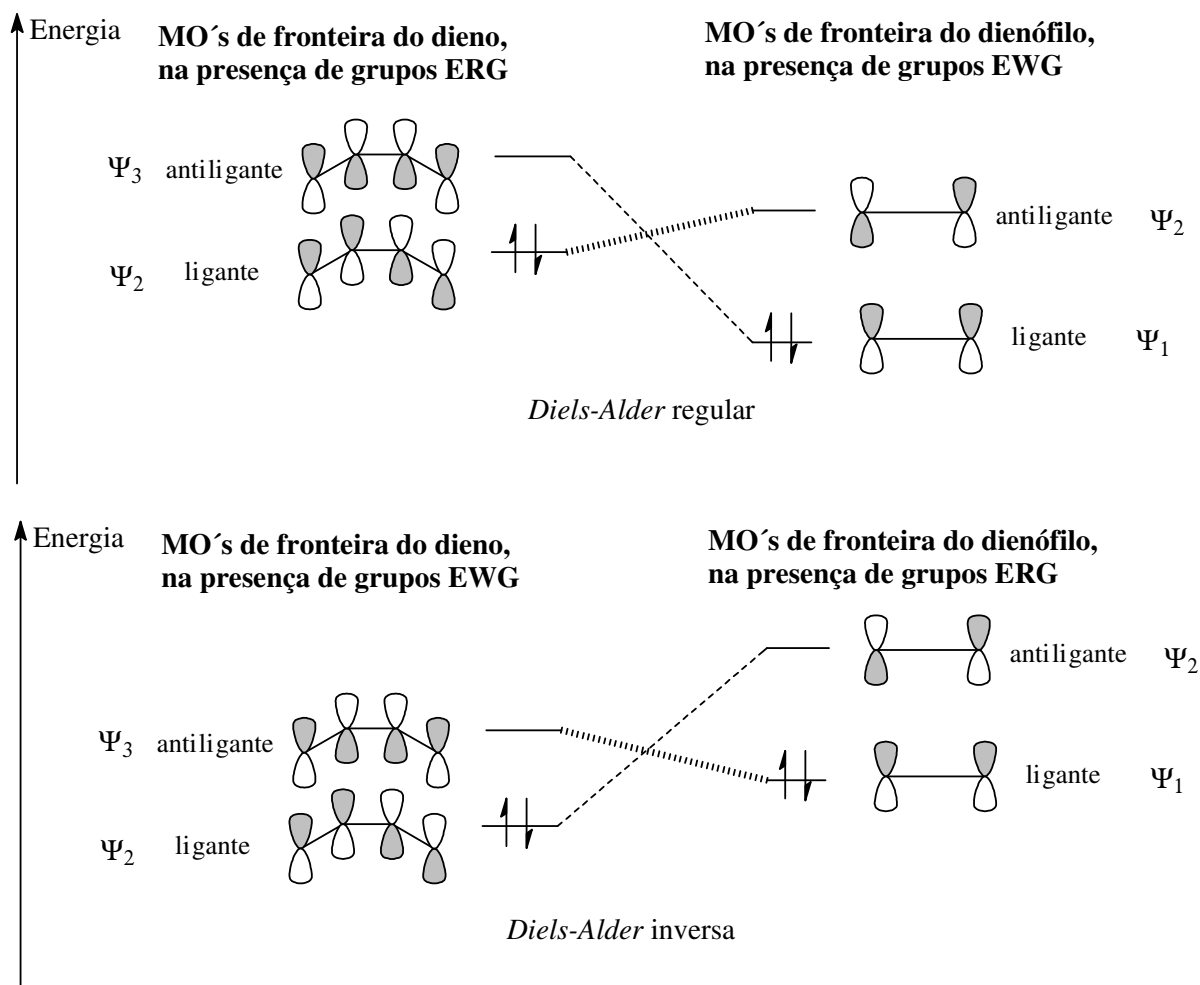 Energia
MO´s de fronteira do dieno,
na presença de grupos ERG
MO´s de fronteira do dienófilo,
na presença de grupos EWG
Ψ3 antiligante
antiligante Ψ2
Ψ2 ligante
ligante Ψ1
Diels-Alder regular
Energia
MO´s de fronteira do dieno,
na presença de grupos EWG
MO´s de fronteira do dienófilo,
na presença de grupos ERG
antiligante Ψ2
Ψ3 antiligante
ligante Ψ1
Ψ2 ligante
Diels-Alder inversa